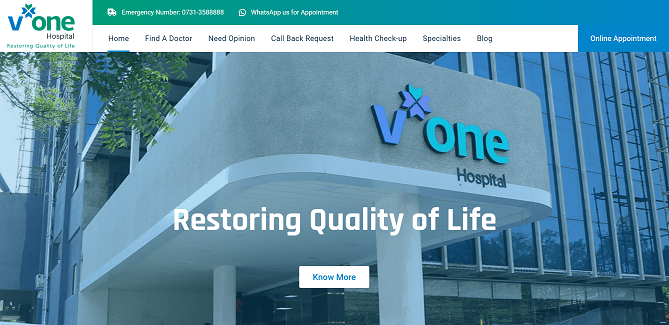 v one
Hospital
Restoring Quality of Life
Emergency Number: 0731-3588888
WhatsApp us for Appointment
Home
Find A Doctor
Need Opinion
Call Back Request
Health Check-up
Specialties
Blog
Online Appointment
v one
Hospital
Restoring Quality of Life
Know More